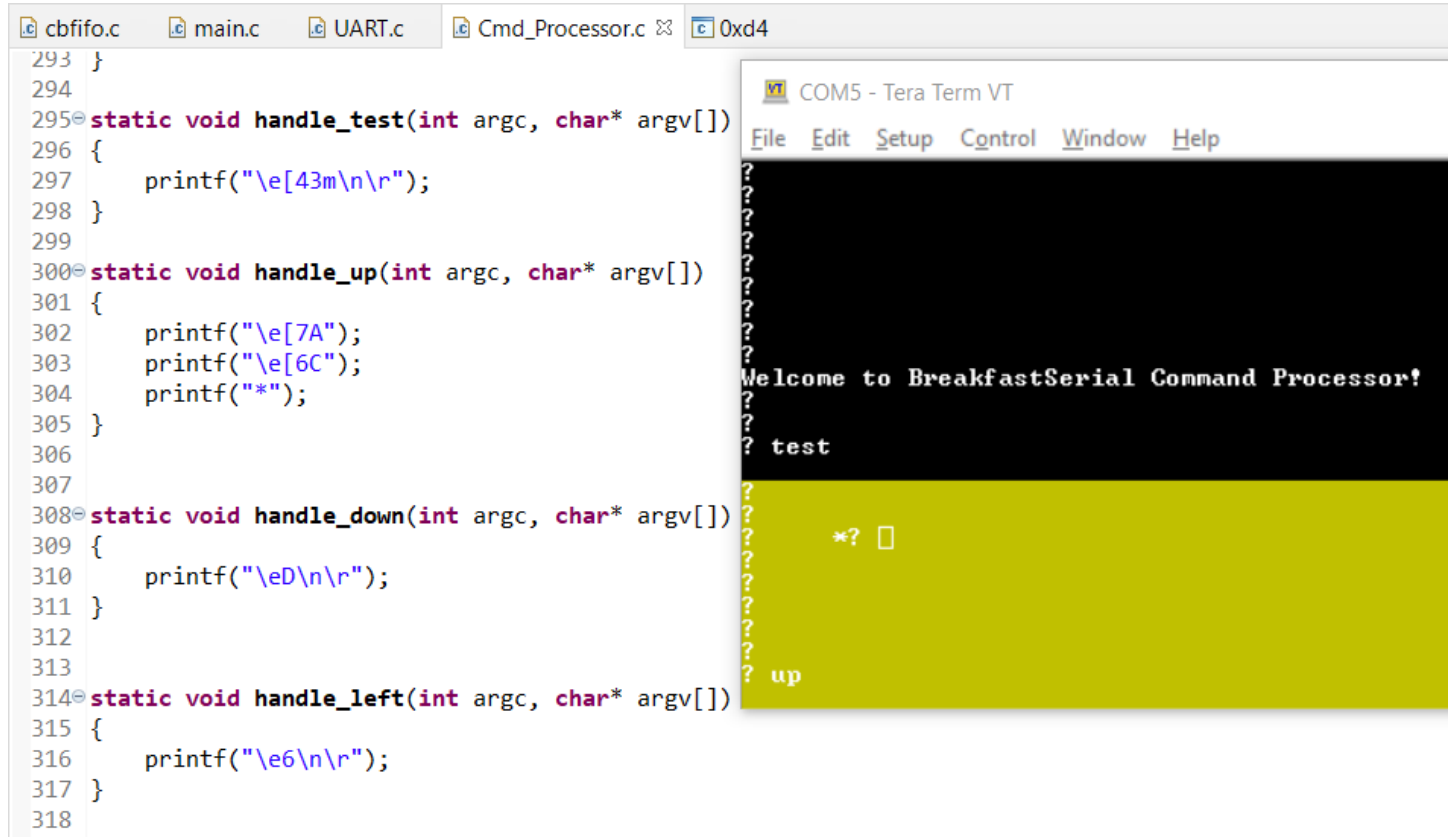 cbfifo.c main.c UART.c Cmd_Processor.c 0xd4
293 }
294
295 static void handle_test(int argc, char* argv[])
296 {
297     printf("\e[43m\n\r");
298 }
299
300 static void handle_up(int argc, char* argv[])
301 {
302     printf("\e[7A");
303     printf("\e[6C");
304     printf("*");
305 }
306
307
308 static void handle_down(int argc, char* argv[])
309 {
310     printf("\eD\n\r");
311 }
312
313
314 static void handle_left(int argc, char* argv[])
315 {
316     printf("\e6\n\r");
317 }
318
VT COM5 - Tera Term VT
File Edit Setup Control Window Help
?
?
?
?
?
?
?
?
?
Welcome to BreakfastSerial Command Processor!
?
?
? test
?
?
?     *?
?
?
?
?
?
? up